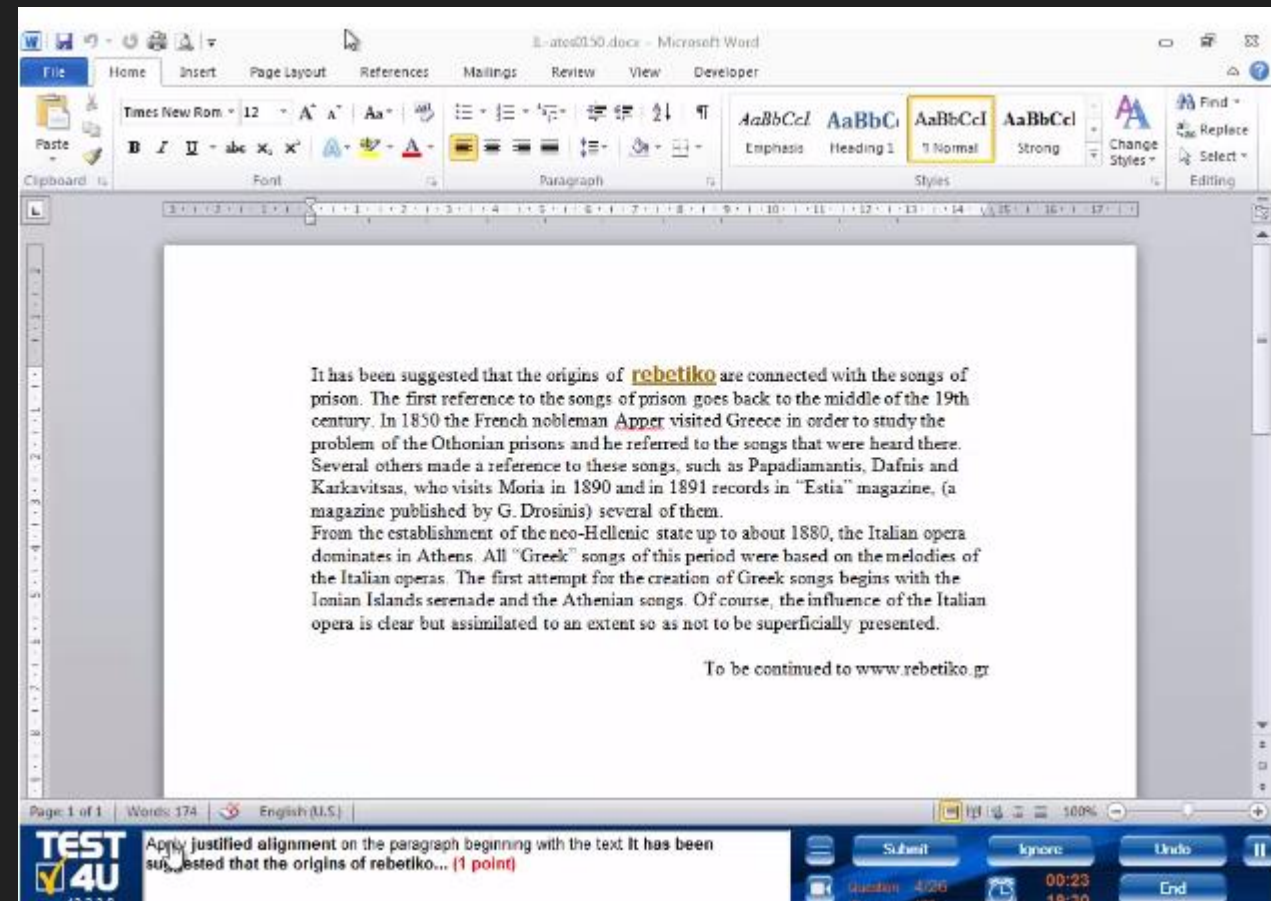 IL-ates0150.docx - Microsoft Word
File Home Insert Page Layout References Mailings Review View Developer
Times New Rom 12
Find
Replace
Select
Paste
B I U abc x, x² A
AaBbCcI AaBbC AaBbCcI AaBbCcI
Emphasis Heading 1 ¶ Normal Strong
Change Styles
Clipboard Font Paragraph Styles Editing
It has been suggested that the origins of rebetiko are connected with the songs of
prison. The first reference to the songs of prison goes back to the middle of the 19th
century. In 1850 the French nobleman Apper visited Greece in order to study the
problem of the Othonian prisons and he referred to the songs that were heard there.
Several others made a reference to these songs, such as Papadiamantis, Dafnis and
Karkavitsas, who visits Moria in 1890 and in 1891 records in “Estia” magazine, (a
magazine published by G. Drosinis) several of them.
From the establishment of the neo-Hellenic state up to about 1880, the Italian opera
dominates in Athens. All “Greek” songs of this period were based on the melodies of
the Italian operas. The first attempt for the creation of Greek songs begins with the
Ionian Islands serenade and the Athenian songs. Of course, the influence of the Italian
opera is clear but assimilated to an extent so as not to be superficially presented.
To be continued to www.rebetiko.gr
Page: 1 of 1 Words: 174 English (U.S.) 100%
TEST
4U
Apply justified alignment on the paragraph beginning with the text It has been
suggested that the origins of rebetiko... (1 point)
Submit Ignore Undo
Question 4/26 00:23
End